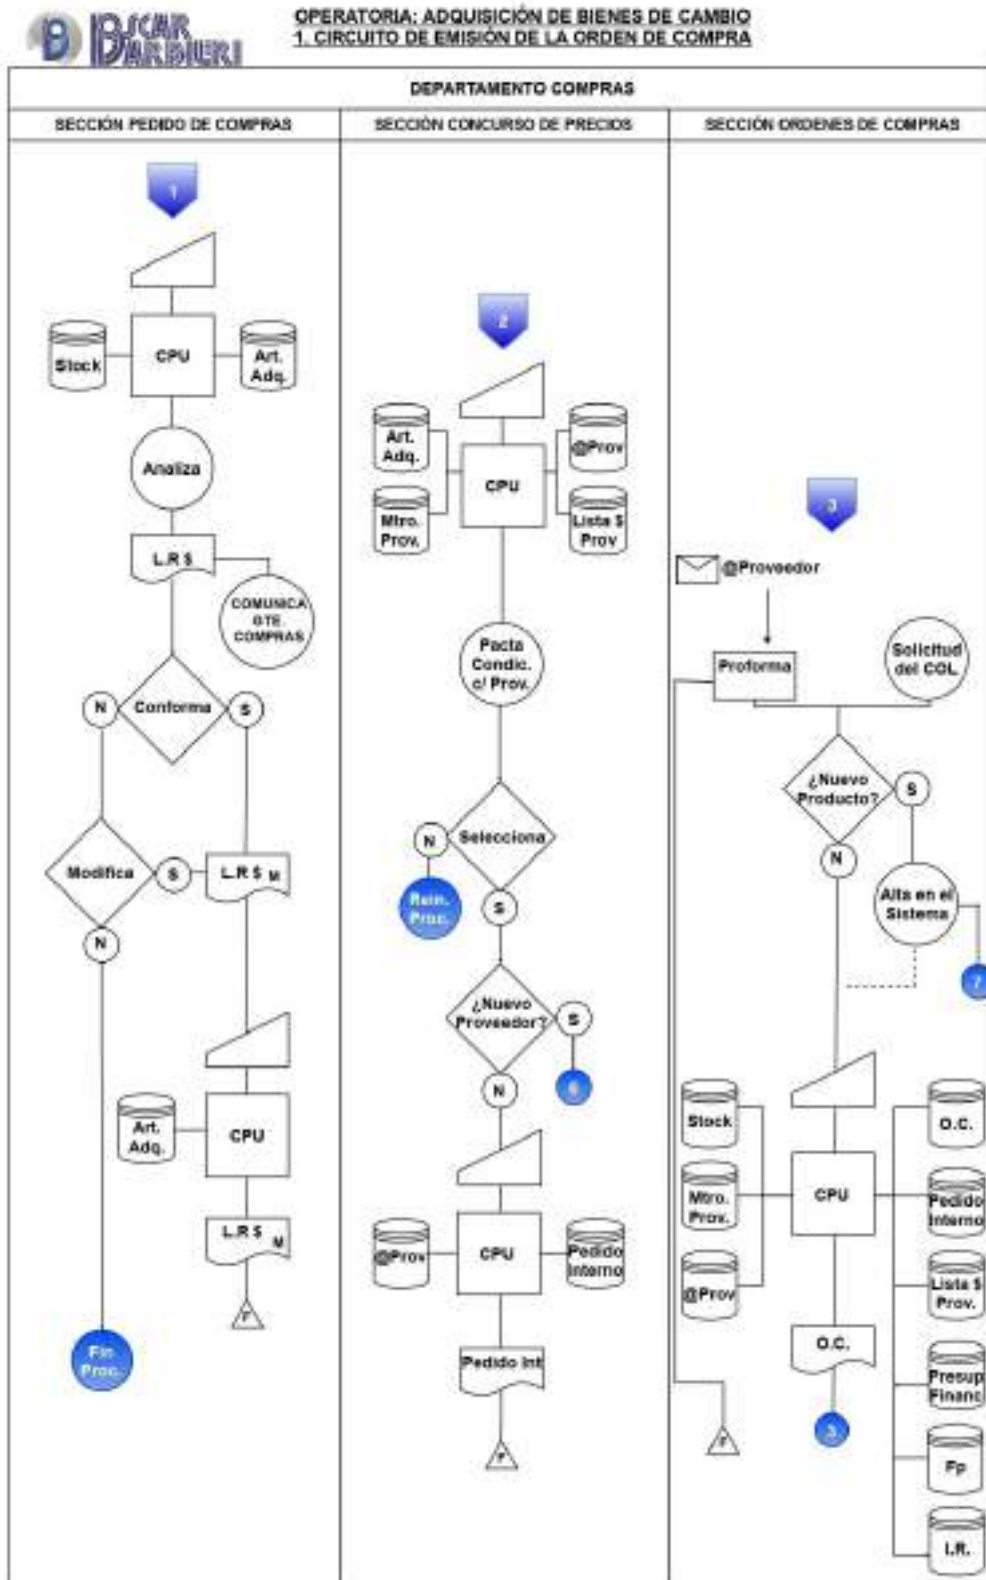 OSCAR
BARBIERI
OPERATORIA: ADQUISICIÓN DE BIENES DE CAMBIO
1. CIRCUITO DE EMISIÓN DE LA ORDEN DE COMPRA
DEPARTAMENTO COMPRAS
SECCIÓN PEDIDO DE COMPRAS
SECCIÓN CONCURSO DE PRECIOS
SECCIÓN ORDENES DE COMPRAS
1
Stock
CPU
Art.
Adq.
Analiza
L.R $
COMUNICA
GTE.
COMPRAS
N
Conforma
S
Modifica
S
L.R $ M
N
Art.
Adq.
CPU
L.R $ M
F
Fin
Proc.
2
Art.
Adq.
@Prov
CPU
Mtro.
Prov.
Lista $
Prov
Pacta
Condic.
c/ Prov.
Selecciona
N
Rein.
Proc.
S
¿Nuevo
Proveedor?
S
N
6
@Prov
CPU
Pedido
Interno
Pedido Int
F
3
@Proveedor
Proforma
Solicitud
del COL
¿Nuevo
Producto?
S
N
Alta en el
Sistema
7
Stock
O.C.
Mtro.
Prov.
CPU
Pedido
Interno
@Prov
Lista $
Prov.
O.C.
Presup
Financ
3
F
Fp
I.R.